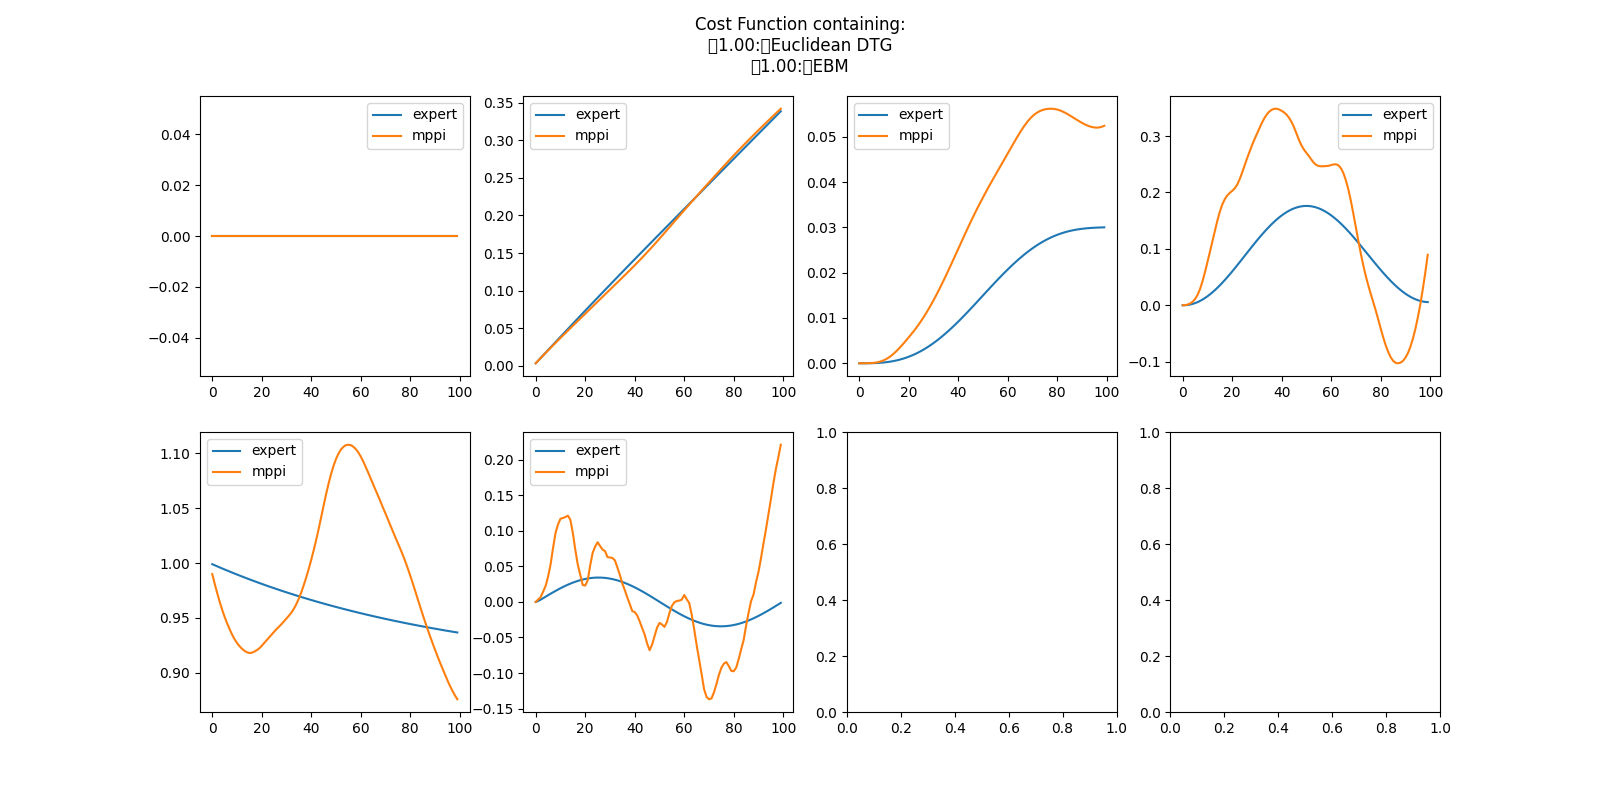 Cost Function containing:
1.00: Euclidean DTG
1.00: EBM
expert
mppi
0.04
0.02
0.00
−0.02
−0.04
0 20 40 60 80 100
expert
mppi
0.35
0.30
0.25
0.20
0.15
0.10
0.05
0.00
0 20 40 60 80 100
expert
mppi
0.05
0.04
0.03
0.02
0.01
0.00
0 20 40 60 80 100
expert
mppi
0.3
0.2
0.1
0.0
−0.1
0 20 40 60 80 100
expert
mppi
1.10
1.05
1.00
0.95
0.90
0 20 40 60 80 100
expert
mppi
0.20
0.15
0.10
0.05
0.00
−0.05
−0.10
−0.15
0 20 40 60 80 100
1.0
0.8
0.6
0.4
0.2
0.0
0.0 0.2 0.4 0.6 0.8 1.0
1.0
0.8
0.6
0.4
0.2
0.0
0.0 0.2 0.4 0.6 0.8 1.0